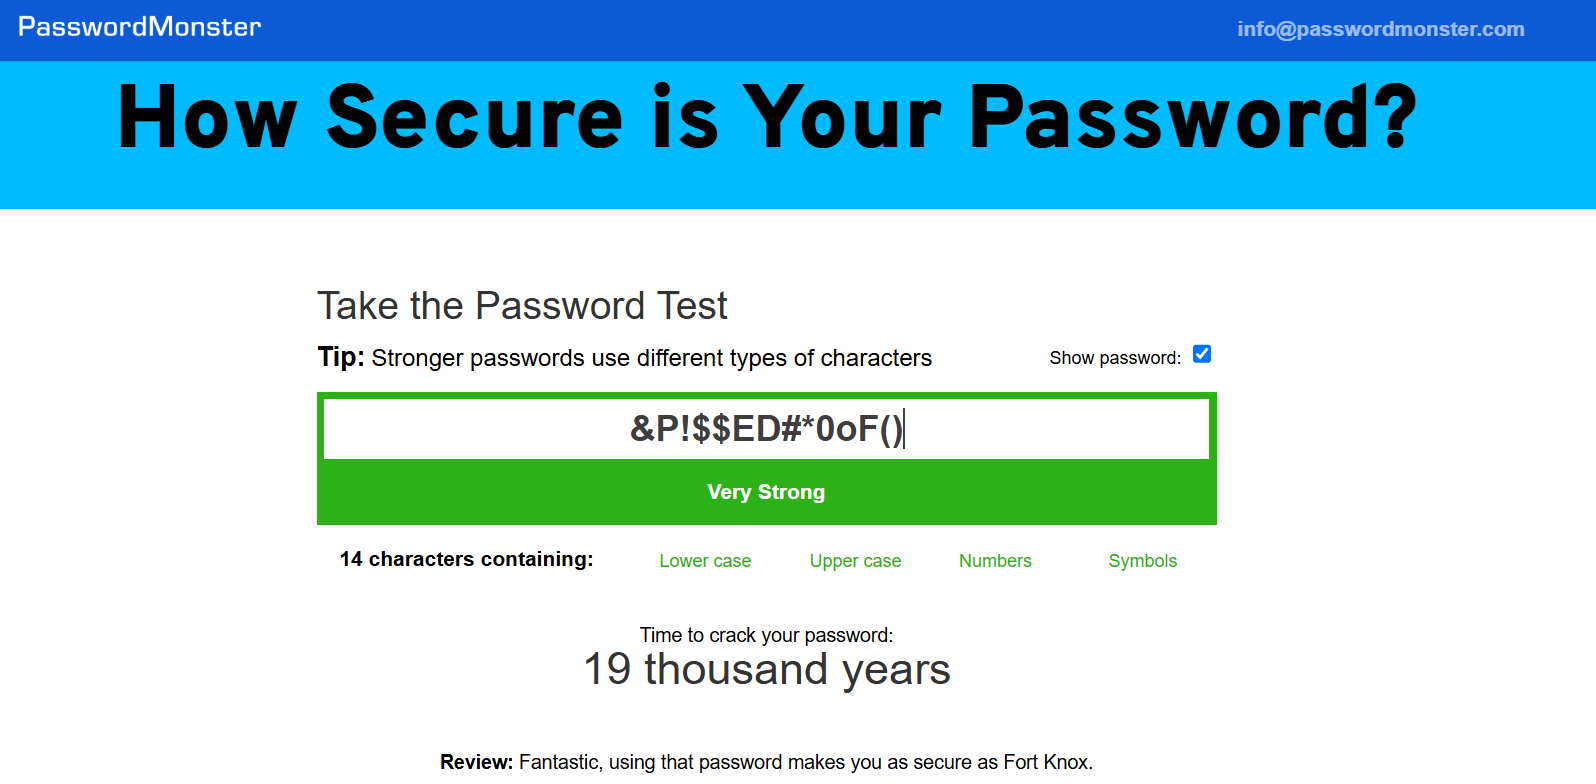 PasswordMonster
info@passwordmonster.com
How Secure is Your Password?
Take the Password Test
Tip: Stronger passwords use different types of characters
Show password:
&P!$$ED#*0oF()
Very Strong
14 characters containing:
Lower case
Upper case
Numbers
Symbols
Time to crack your password:
19 thousand years
Review: Fantastic, using that password makes you as secure as Fort Knox.